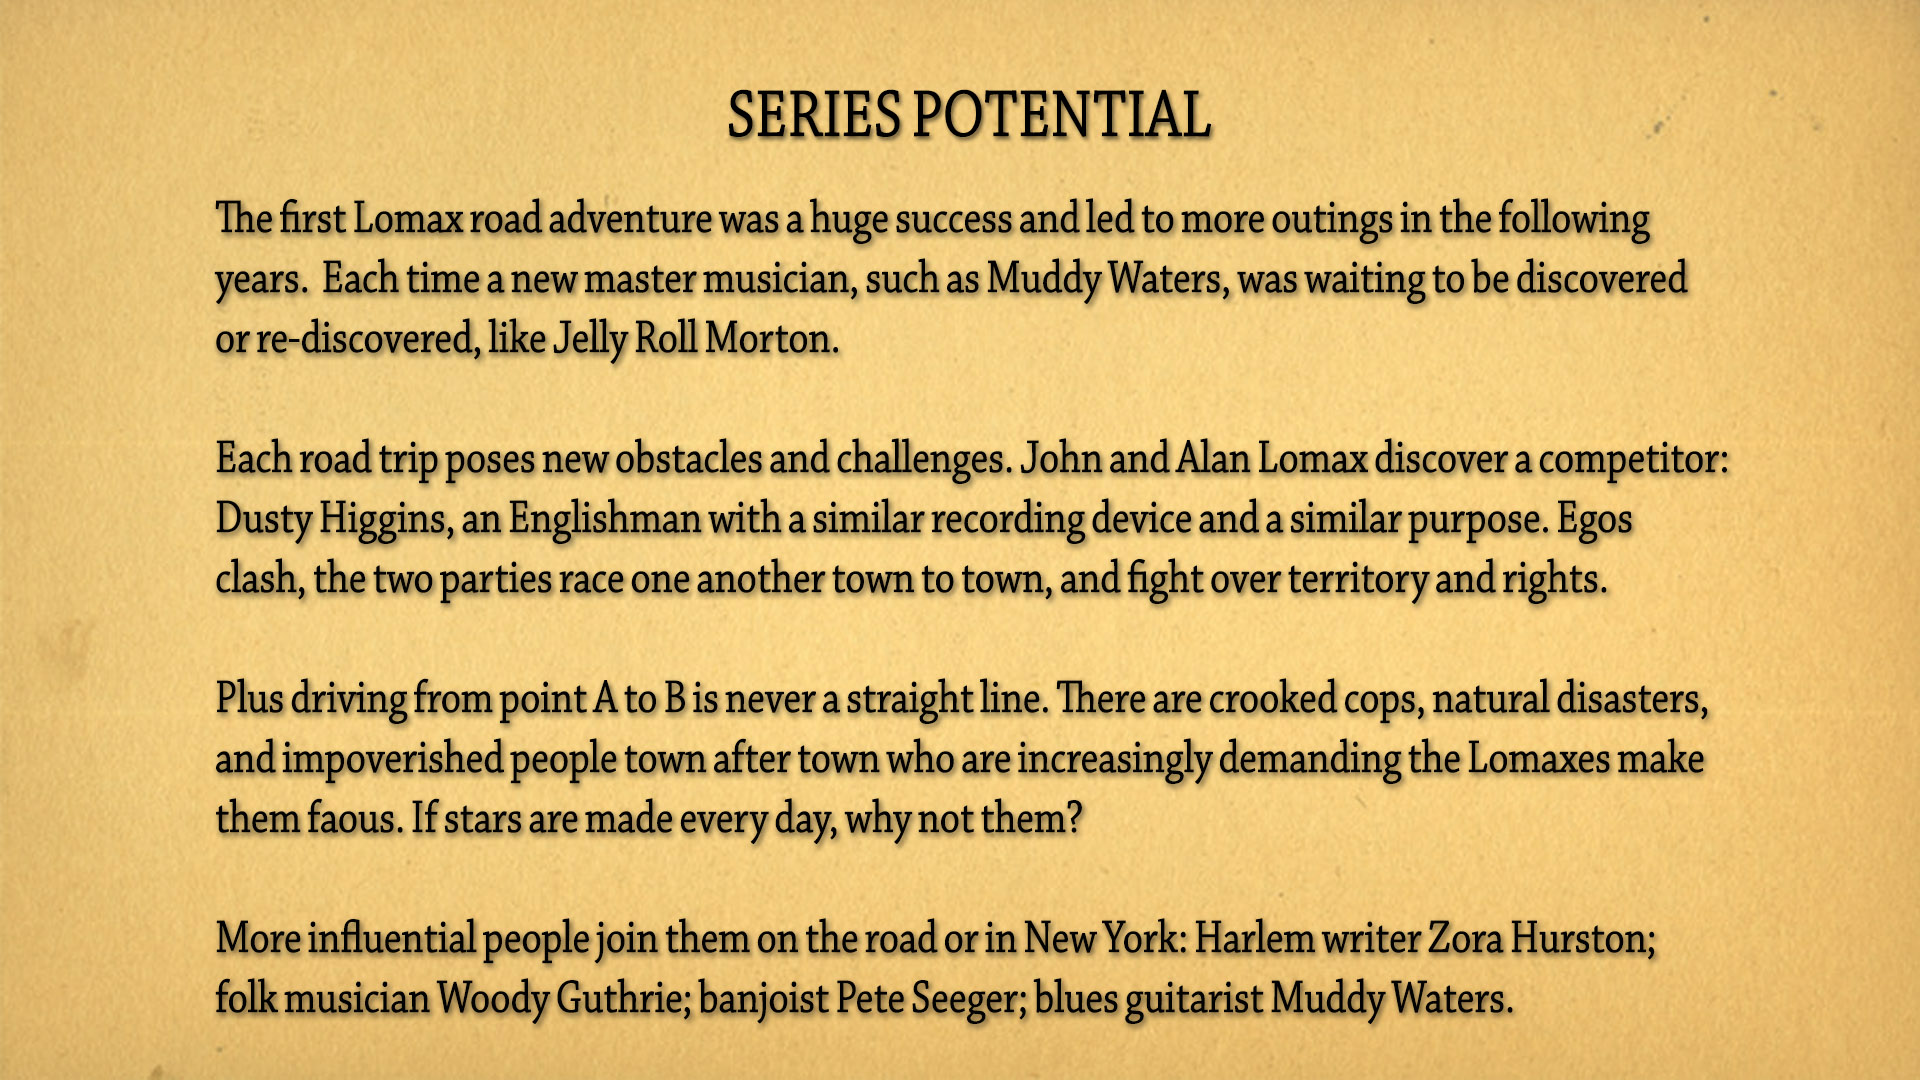 SERIES POTENTIAL
The first Lomax road adventure was a huge success and led to more outings in the following
years.  Each time a new master musician, such as Muddy Waters, was waiting to be discovered
or re-discovered, like Jelly Roll Morton.
Each road trip poses new obstacles and challenges. John and Alan Lomax discover a competitor:
Dusty Higgins, an Englishman with a similar recording device and a similar purpose. Egos
clash, the two parties race one another town to town, and fight over territory and rights.
Plus driving from point A to B is never a straight line. There are crooked cops, natural disasters,
and impoverished people town after town who are increasingly demanding the Lomaxes make
them faous. If stars are made every day, why not them?
More influential people join them on the road or in New York: Harlem writer Zora Hurston;
folk musician Woody Guthrie; banjoist Pete Seeger; blues guitarist Muddy Waters.